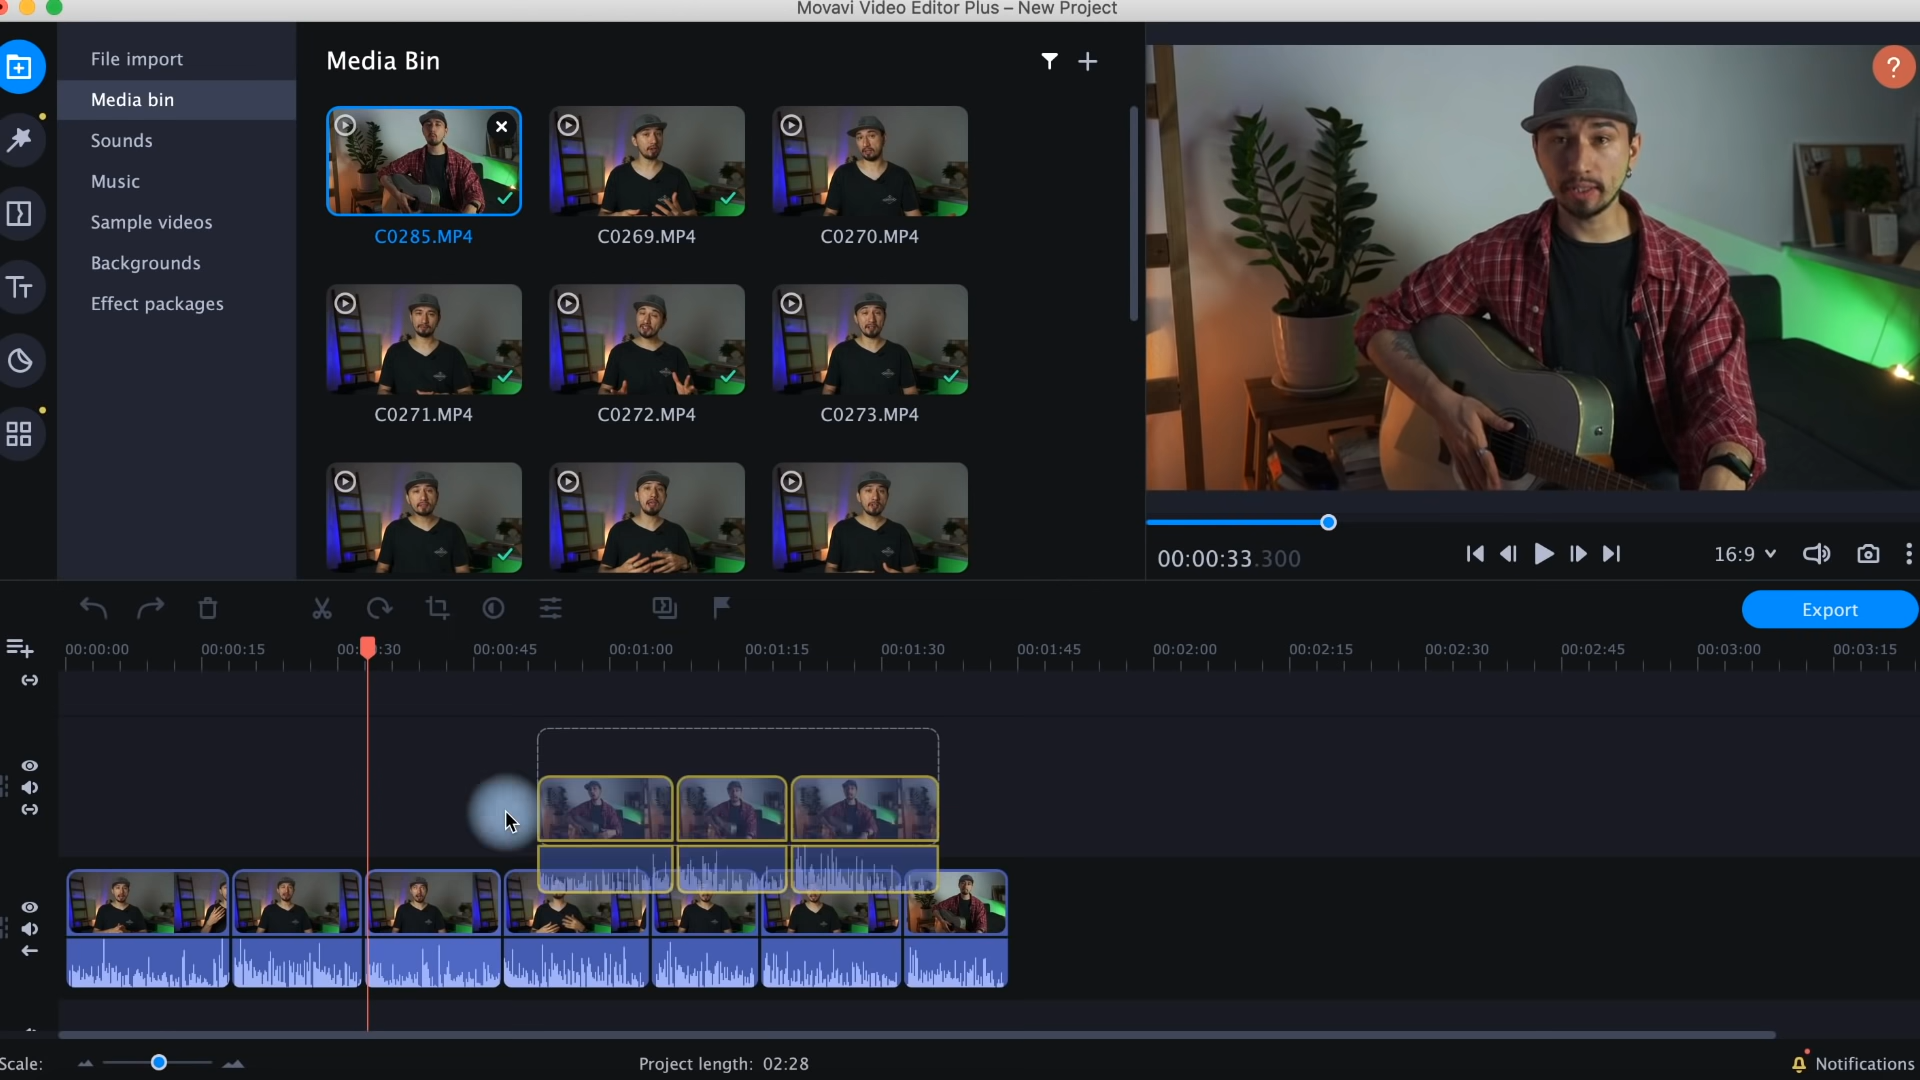 Movavi Video Editor Plus – New Project
File import
Media bin
Sounds
Music
Sample videos
Backgrounds
Effect packages
Media Bin
C0285.MP4
C0269.MP4
C0270.MP4
C0271.MP4
C0272.MP4
C0273.MP4
?
00:00:33.300
16:9
Export
00:00:00
00:00:15
00:00:45
00:01:00
00:01:15
00:01:30
00:01:45
00:02:00
00:02:15
00:02:30
00:02:45
00:03:00
00:03:15
Scale:
Project length: 02:28
Notifications